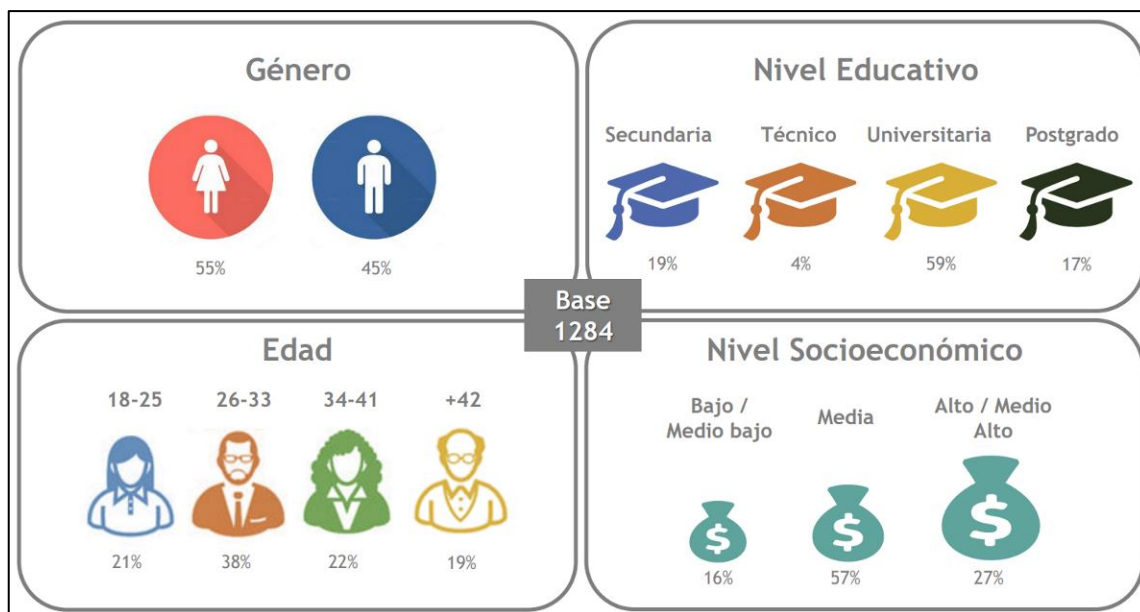 Género
55% 45%
Nivel Educativo
Secundaria Técnico Universitaria Postgrado
19% 4% 59% 17%
Base
1284
Edad
18-25 26-33 34-41 +42
21% 38% 22% 19%
Nivel Socioeconómico
Bajo /
Medio bajo
Media
Alto / Medio
Alto
$ $ $
16% 57% 27%